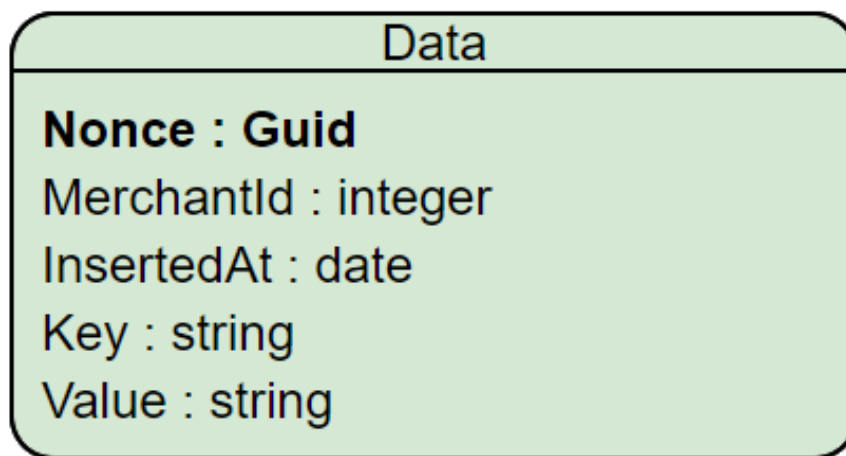 Data
Nonce : Guid
MerchantId : integer
InsertedAt : date
Key : string
Value : string